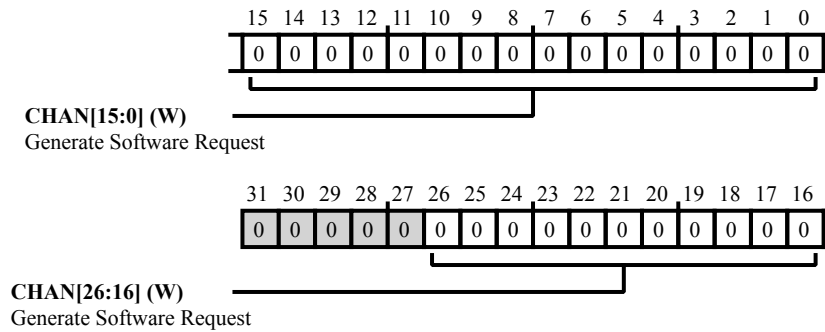 15 14 13 12 11 10 9 8 7 6 5 4 3 2 1 0
0 0 0 0 0 0 0 0 0 0 0 0 0 0 0 0
CHAN[15:0] (W)
Generate Software Request
31 30 29 28 27 26 25 24 23 22 21 20 19 18 17 16
0 0 0 0 0 0 0 0 0 0 0 0 0 0 0 0
CHAN[26:16] (W)
Generate Software Request